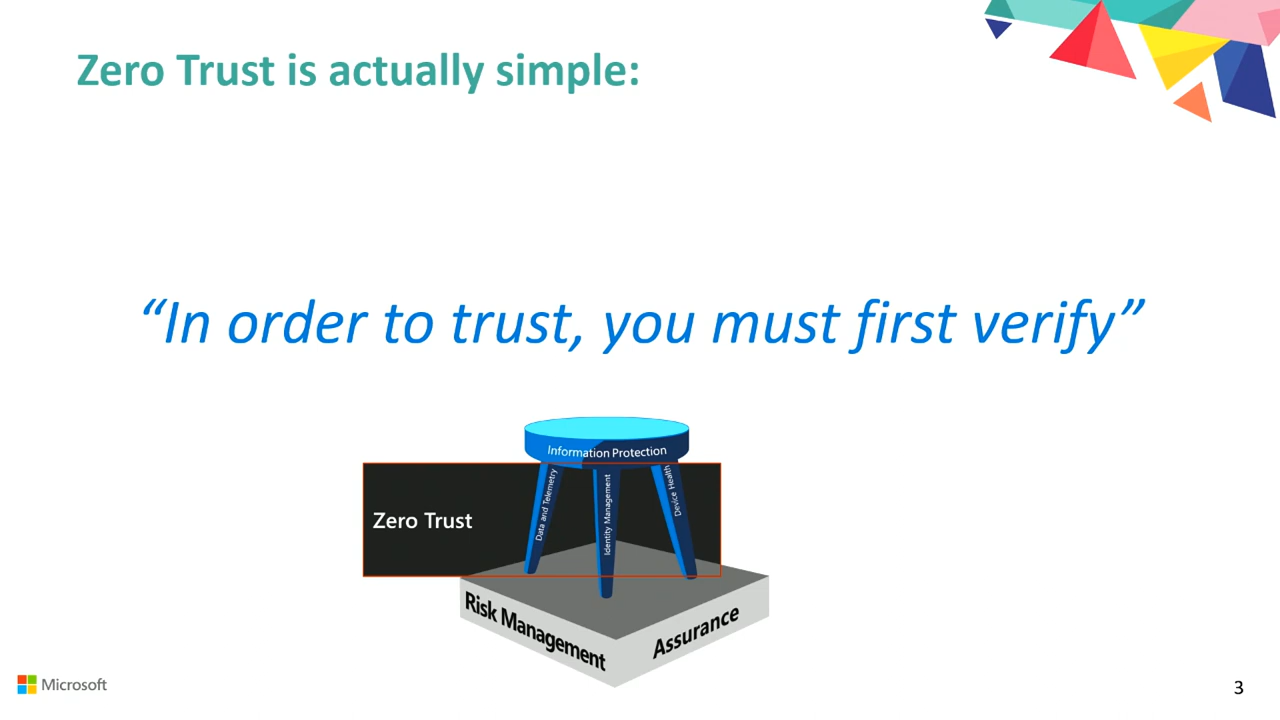 Zero Trust is actually simple:
“In order to trust, you must first verify”
Information Protection
Data and Telemetry
Identity Management
Device Health
Zero Trust
Risk Management
Assurance
Microsoft
3